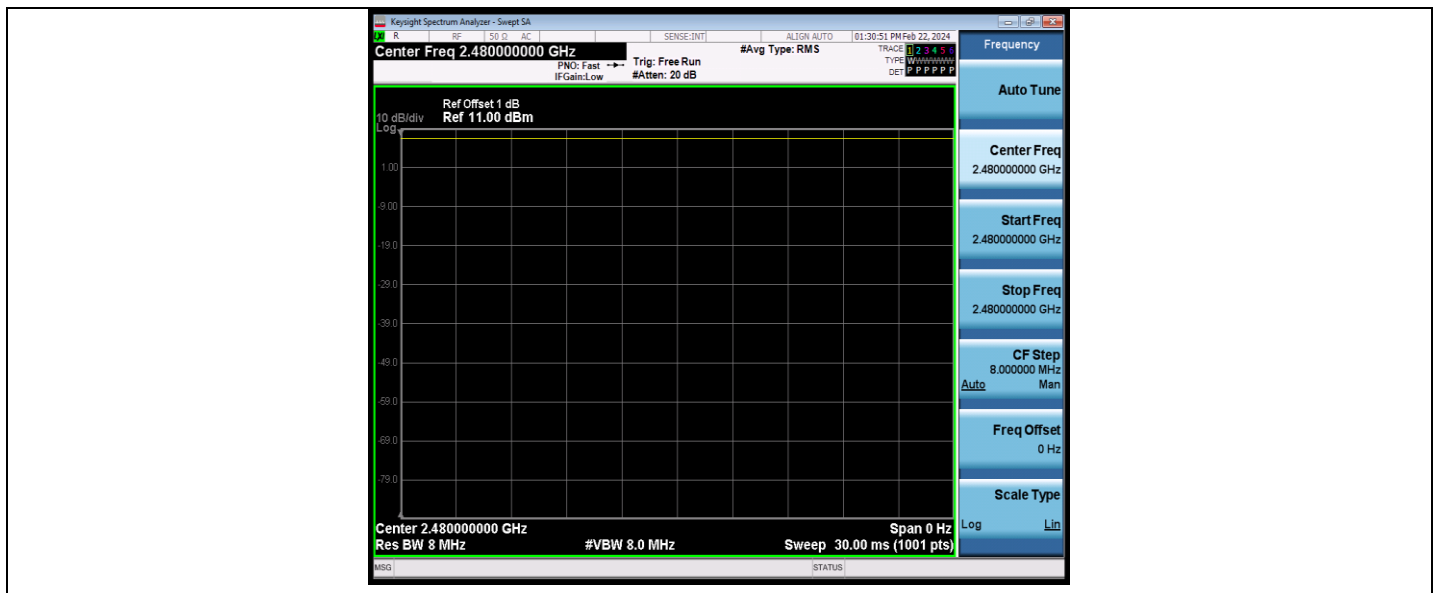 Keysight Spectrum Analyzer - Swept SA
R RF 50 Ω AC SENSE:INT ALIGN AUTO 01:30:51 PM Feb 22, 2024
Center Freq 2.480000000 GHz
PNO: Fast
IFGain:Low
Trig: Free Run
#Atten: 20 dB
#Avg Type: RMS
TRACE 1 2 3 4 5 6
TYPE WWWWWW
DET P P P P P P
Ref Offset 1 dB
10 dB/div Ref 11.00 dBm
Log
1.00
-9.00
-19.0
-29.0
-39.0
-49.0
-59.0
-69.0
-79.0
Center 2.480000000 GHz Span 0 Hz
Res BW 8 MHz #VBW 8.0 MHz Sweep 30.00 ms (1001 pts)
MSG STATUS
Frequency
Auto Tune
Center Freq
2.480000000 GHz
Start Freq
2.480000000 GHz
Stop Freq
2.480000000 GHz
CF Step
8.000000 MHz
Auto Man
Freq Offset
0 Hz
Scale Type
Log Lin